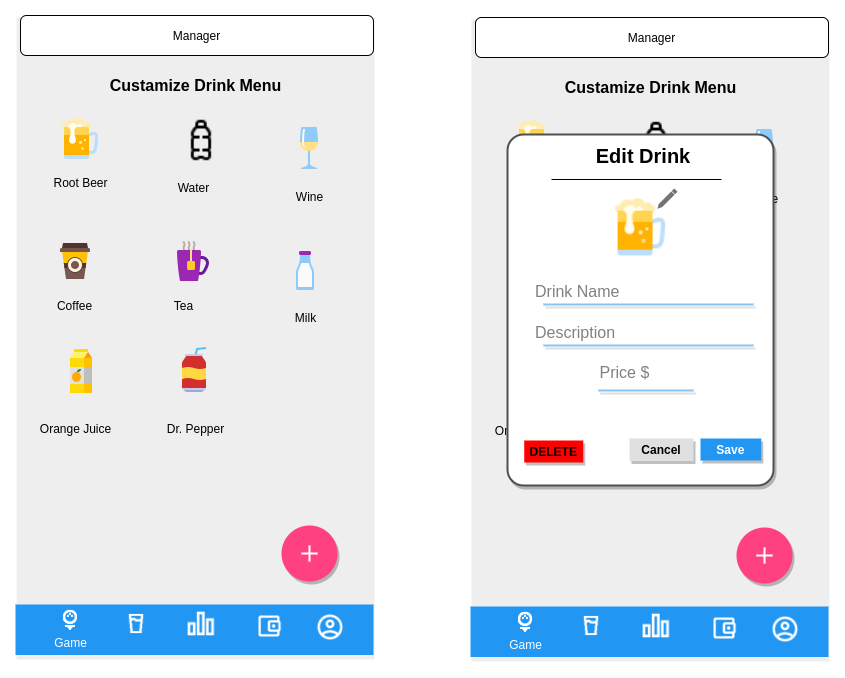 Manager
Custamize Drink Menu
Root Beer
Water
Wine
Coffee
Tea
Milk
Orange Juice
Dr. Pepper
+
Game
Manager
Custamize Drink Menu
Edit Drink
e
Drink Name
Description
Price $
Or
DELETE
Cancel
Save
+
Game